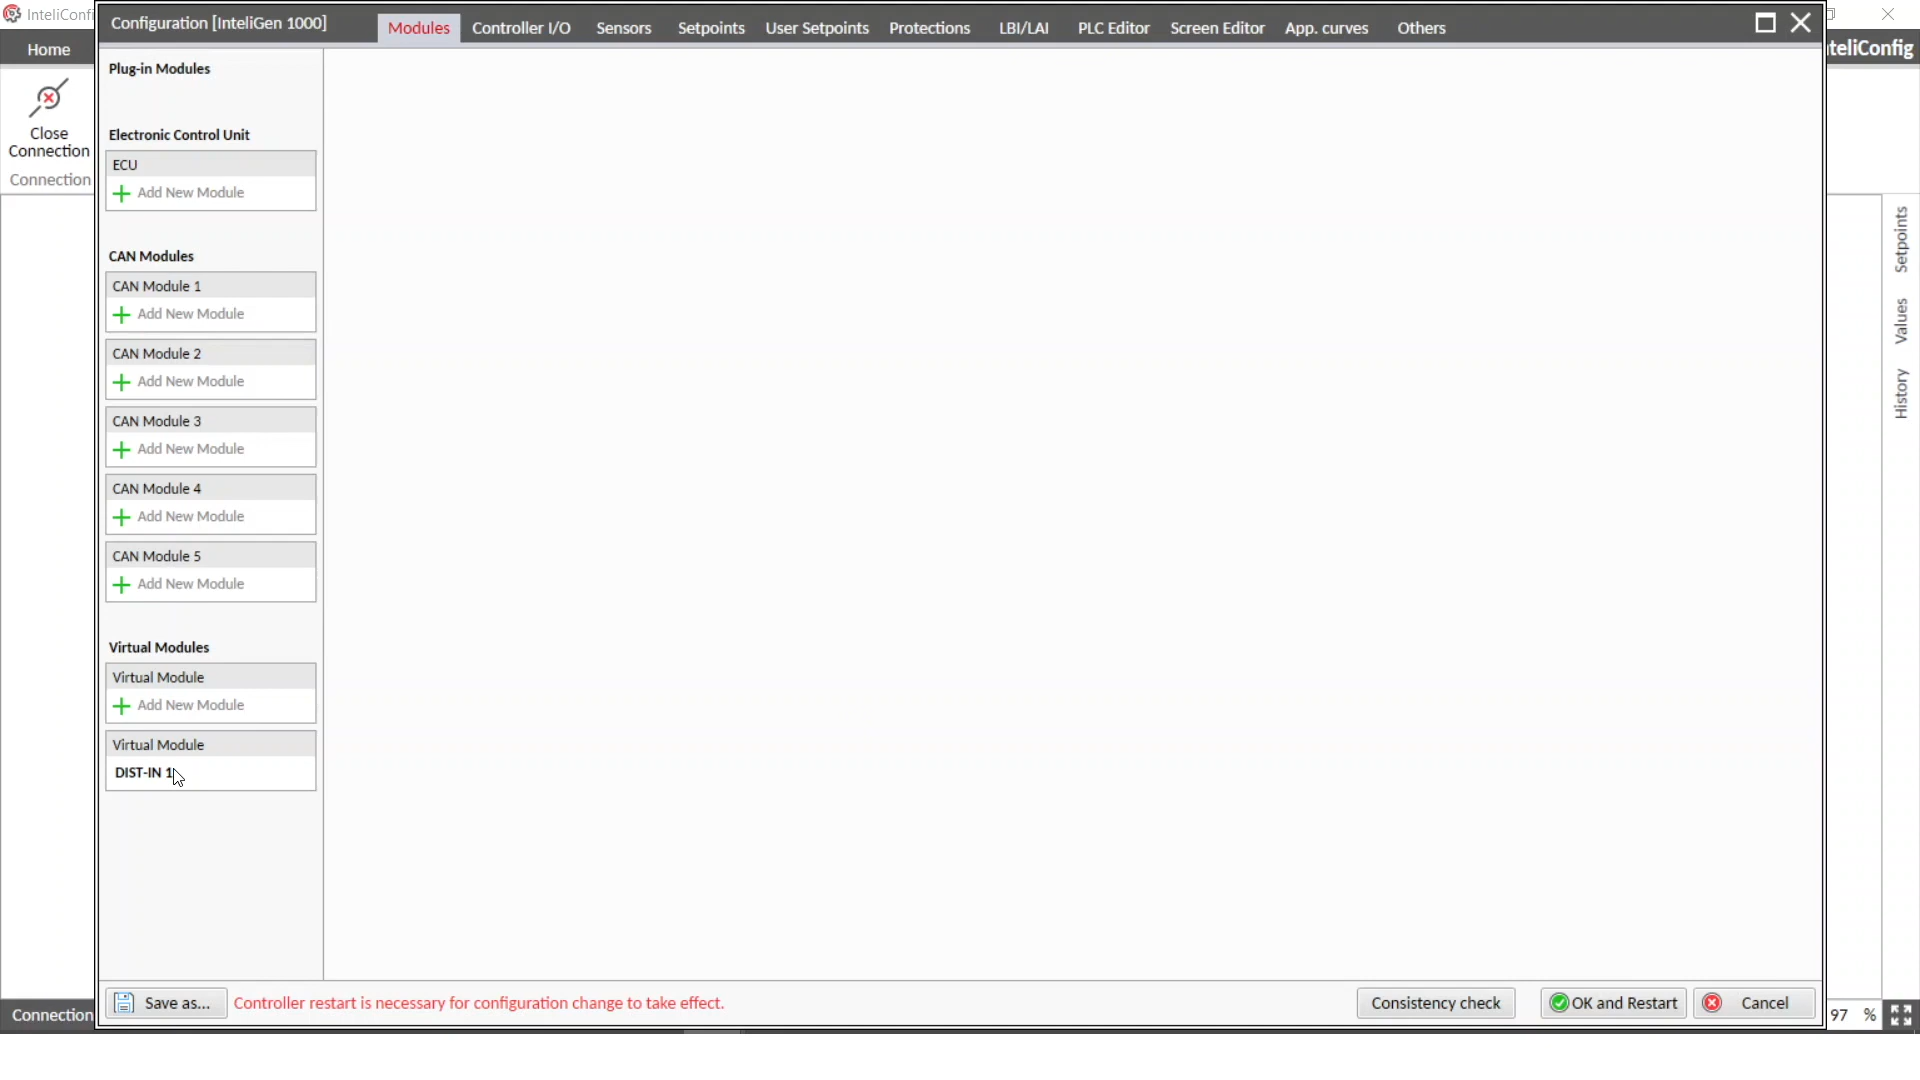 InteliConfi
Configuration [InteliGen 1000]
Modules
Controller I/O
Sensors
Setpoints
User Setpoints
Protections
LBI/LAI
PLC Editor
Screen Editor
App. curves
Others
Home
teliConfig
Close
Connection
Connection
Plug-in Modules
Electronic Control Unit
ECU
Add New Module
CAN Modules
CAN Module 1
Add New Module
CAN Module 2
Add New Module
CAN Module 3
Add New Module
CAN Module 4
Add New Module
CAN Module 5
Add New Module
Virtual Modules
Virtual Module
Add New Module
Virtual Module
DIST-IN 1
Setpoints
Values
History
Save as...
Controller restart is necessary for configuration change to take effect.
Consistency check
OK and Restart
Cancel
Connection
97 %